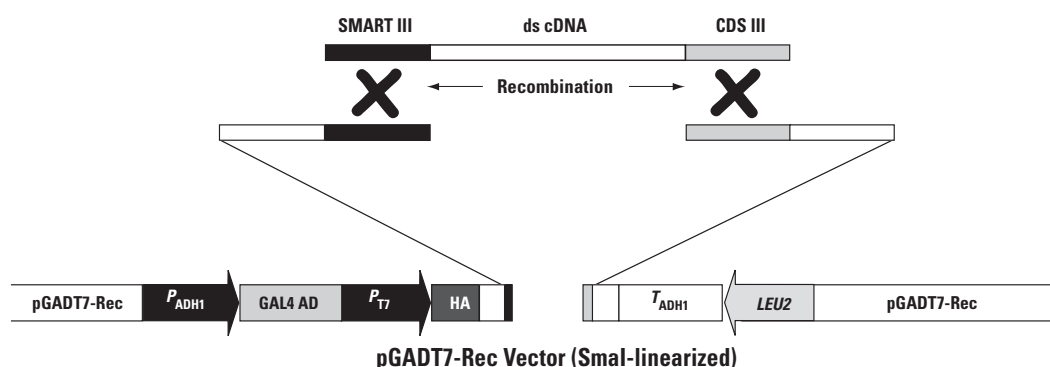 SMART III ds cDNA CDS III
Recombination
pGADT7-Rec PADH1 GAL4 AD PT7 HA TADH1 LEU2 pGADT7-Rec
pGADT7-Rec Vector (SmaI-linearized)